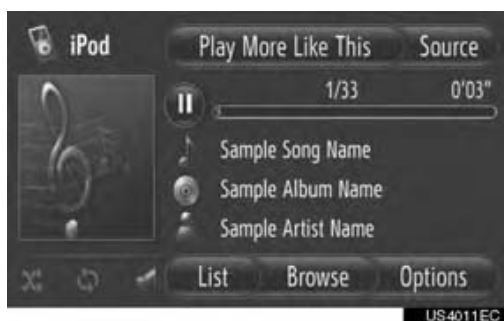 iPod
Play More Like This
Source
1/33
0'03"
Sample Song Name
Sample Album Name
Sample Artist Name
List
Browse
Options
US4011EC